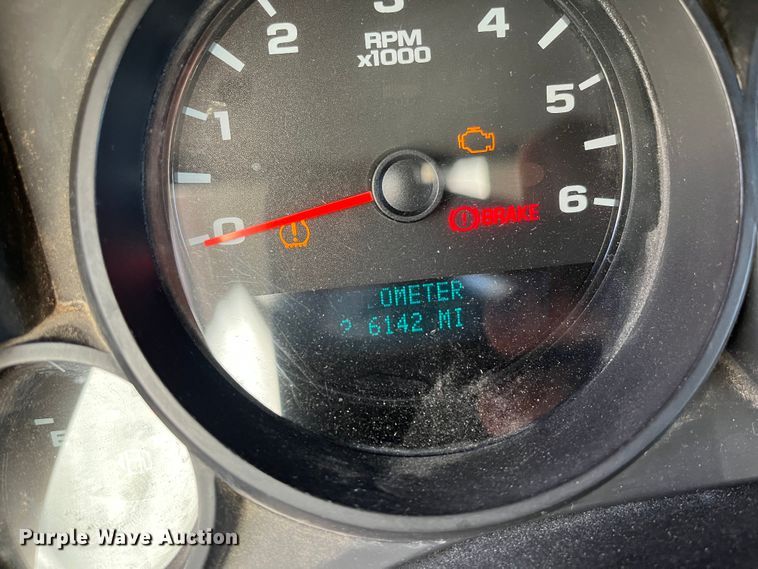 3
2 4
RPM
x1000
1 5
0 6
BRAKE
OMETER
6142 MI
E
Purple Wave Auction